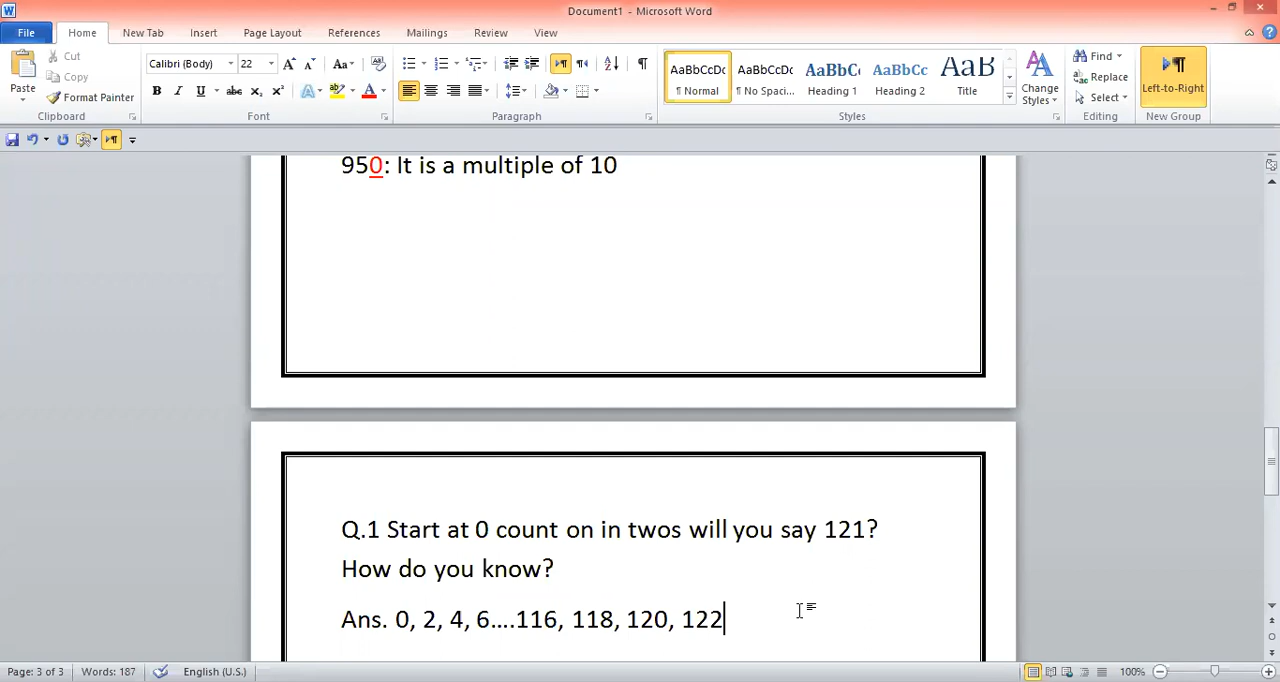 Document1 - Microsoft Word
File Home New Tab Insert Page Layout References Mailings Review View
Paste
Cut
Copy
Format Painter
Clipboard
Calibri (Body) 22
Font
Paragraph
AaBbCcDc AaBbCcDc AaBbC AaBbCc AaB
¶ Normal ¶ No Spaci... Heading 1 Heading 2 Title
Change
Styles
Styles
Find
Replace
Select
Editing
Left-to-Right
New Group
950: It is a multiple of 10
Q.1 Start at 0 count on in twos will you say 121?
How do you know?
Ans. 0, 2, 4, 6....116, 118, 120, 122
Page: 3 of 3 Words: 187 English (U.S.) 100%